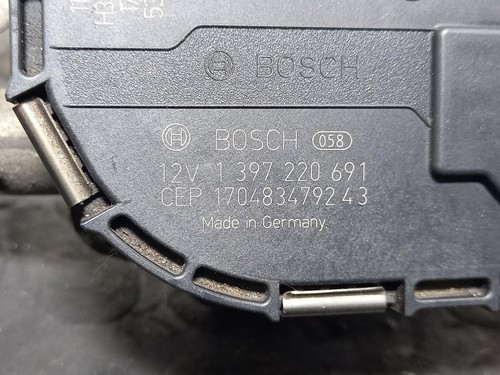 BOSCH
BOSCH 058
12V 1 397 220 691
CEP 170483479243
Made in Germany.